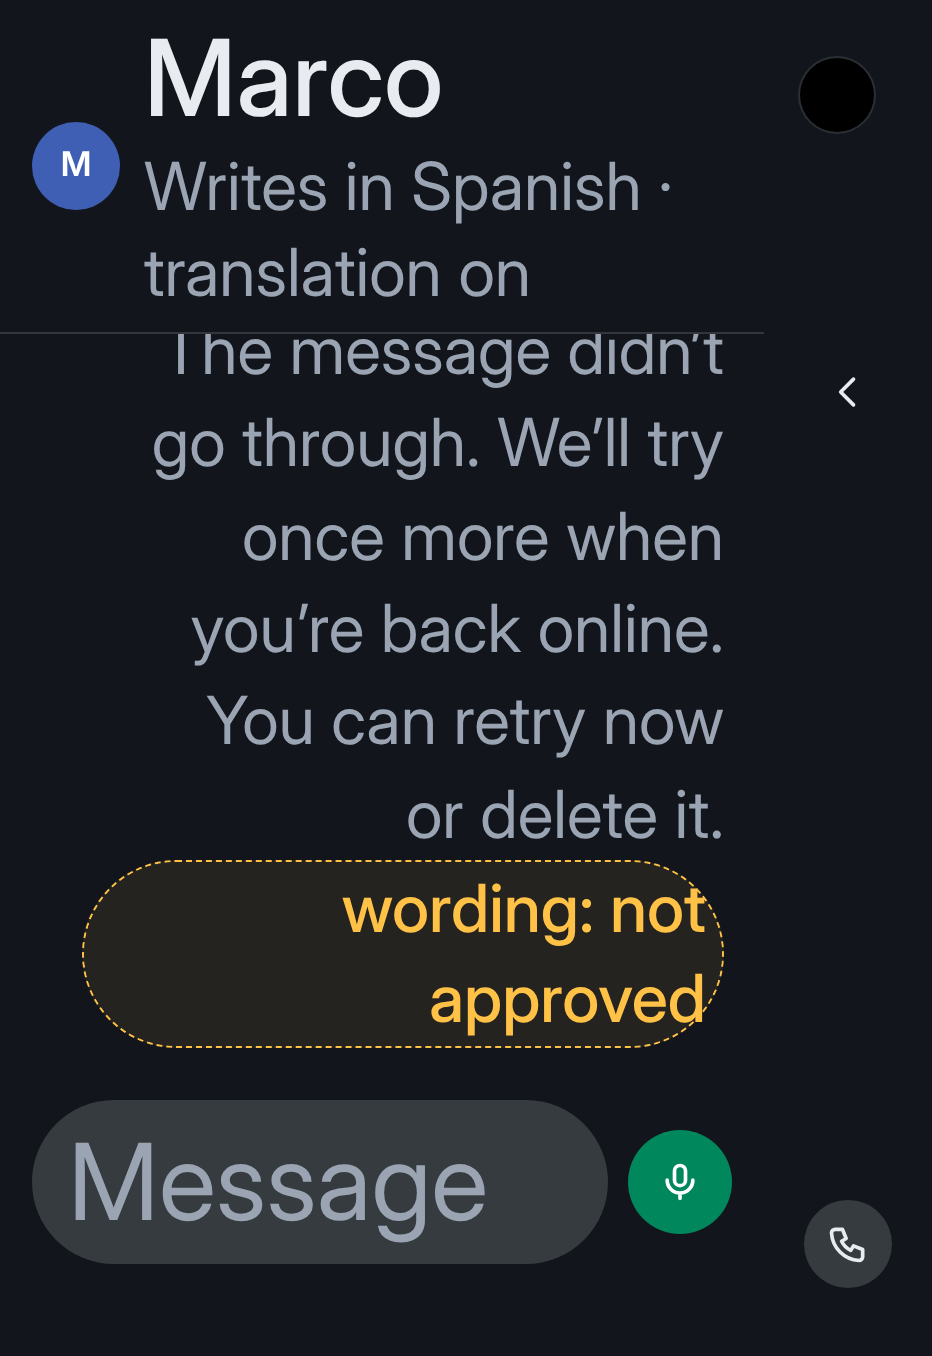 Marco
M
Writes in Spanish ·
translation on
The message didn’t
go through. We’ll try
once more when
you’re back online.
You can retry now
or delete it.
wording: not
approved
Message